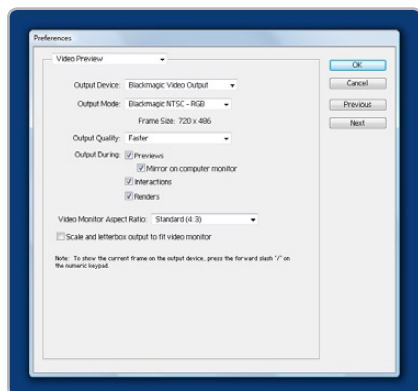 Preferences
Video Preview
OK
Cancel
Previous
Next
Output Device: Blackmagic Video Output
Output Mode: Blackmagic NTSC - RGB
Frame Size: 720 x 486
Output Quality: Faster
Output During: Previews
Mirror on computer monitor
Interactions
Renders
Video Monitor Aspect Ratio: Standard (4:3)
Scale and letterbox output to fit video monitor
Note: To show the current frame on the output device, press the forward slash "/" on
the numeric keypad.